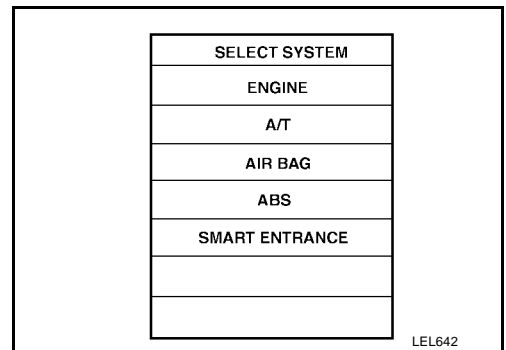 SELECT SYSTEM
ENGINE
A/T
AIR BAG
ABS
SMART ENTRANCE
LEL642